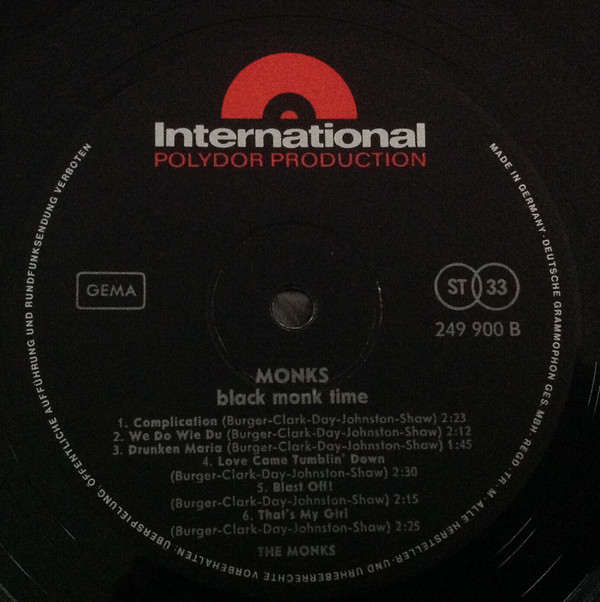 International
POLYDOR PRODUCTION
GEMA
ST 33
249 900 B
MONKS
black monk time
1. Complication (Burger-Clark-Day-Johnston-Shaw) 2:23
2. We Do Wie Du (Burger-Clark-Day-Johnston-Shaw) 2:12
3. Drunken Maria (Burger-Clark-Day-Johnston-Shaw) 1:45
4. Love Came Tumblin' Down
(Burger-Clark-Day-Johnston-Shaw) 2:30
5. Blast Off!
(Burger-Clark-Day-Johnston-Shaw) 2:15
6. That's My Girl
(Burger-Clark-Day-Johnston-Shaw) 2:25
THE MONKS
MADE IN GERMANY · DEUTSCHE GRAMMOPHON GES. MBH · REGD. TR. M. ALLE HERSTELLER- UND URHEBERRECHTE VORBEHALTEN · ÜBERSPIELUNG, ÖFFENTLICHE AUFFÜHRUNG UND RUNDFUNKSENDUNG VERBOTEN